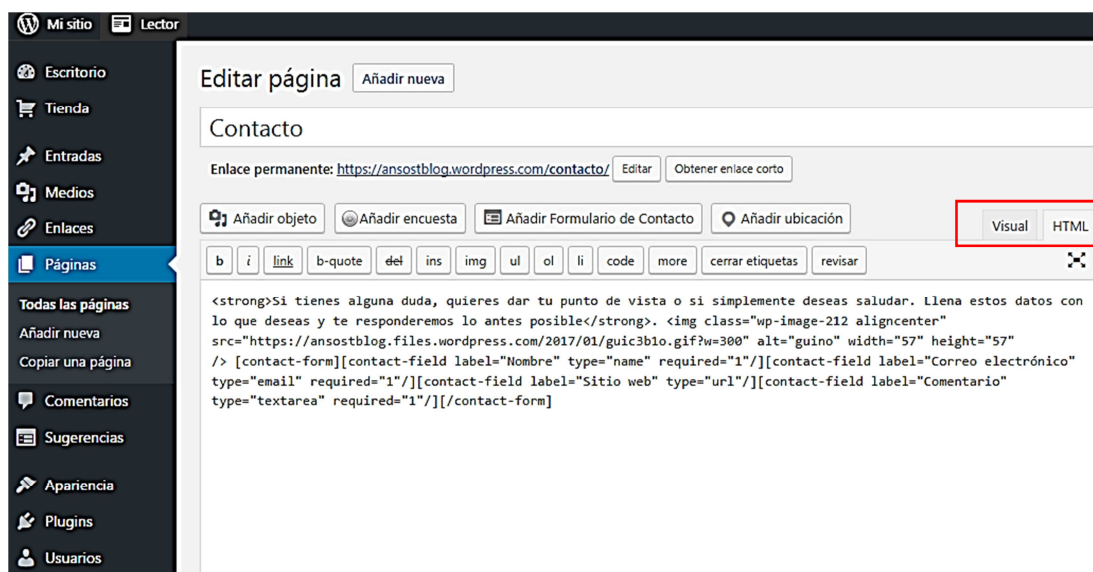 Mi sitio Lector
Escritorio
Tienda
Entradas
Medios
Enlaces
Páginas
Todas las páginas
Añadir nueva
Copiar una página
Comentarios
Sugerencias
Apariencia
Plugins
Usuarios
Editar página Añadir nueva
Contacto
Enlace permanente: https://ansostblog.wordpress.com/contacto/ Editar Obtener enlace corto
Añadir objeto Añadir encuesta Añadir Formulario de Contacto Añadir ubicación
Visual HTML
b i link b-quote del ins img ul ol li code more cerrar etiquetas revisar
<strong>Si tienes alguna duda, quieres dar tu punto de vista o si simplemente deseas saludar. Llena estos datos con
lo que deseas y te responderemos lo antes posible</strong>. <img class="wp-image-212 aligncenter"
src="https://ansostblog.files.wordpress.com/2017/01/guic3b1o.gif?w=300" alt="guino" width="57" height="57"
/> [contact-form][contact-field label="Nombre" type="name" required="1"/][contact-field label="Correo electrónico"
type="email" required="1"/][contact-field label="Sitio web" type="url"/][contact-field label="Comentario"
type="textarea" required="1"/][/contact-form]